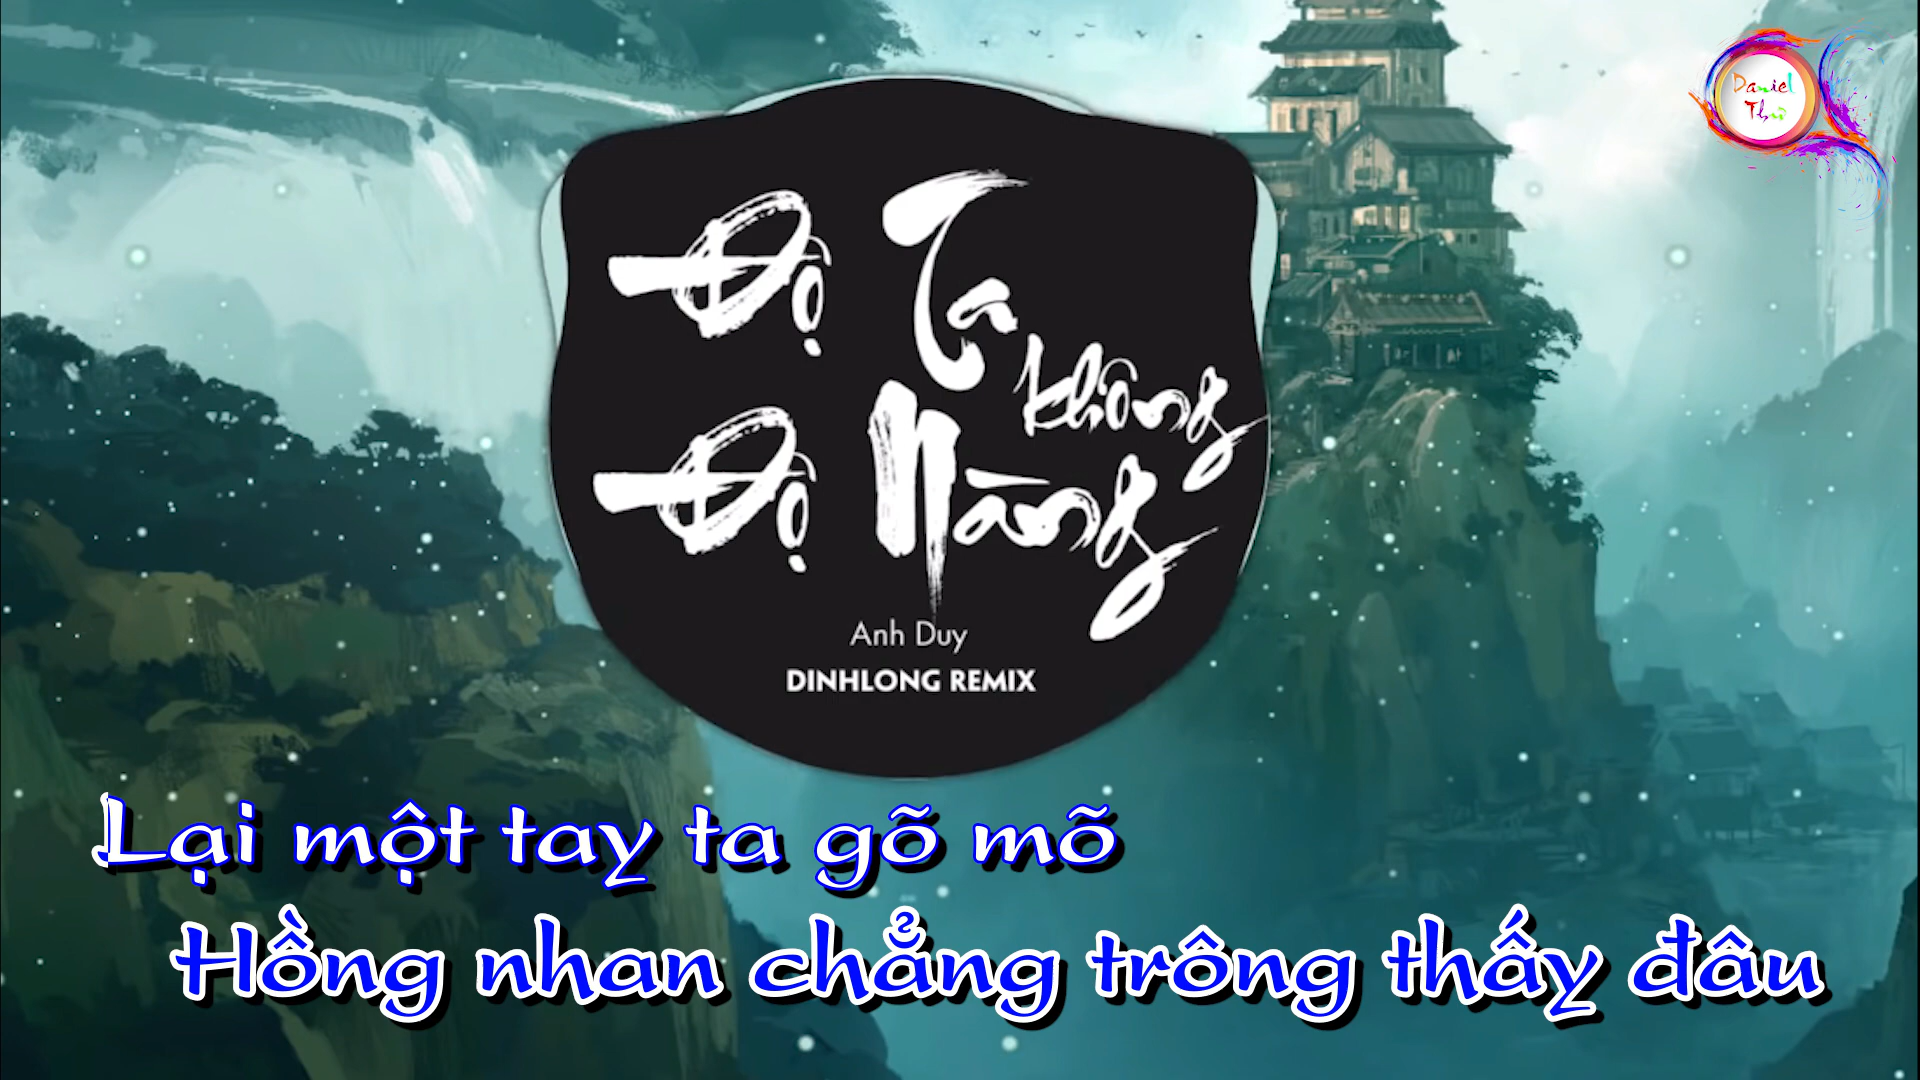 Daniel
Thữ
Độ Ta
không
Độ Nàng
Anh Duy
DINHLONG REMIX
Lại một tay ta gõ mõ
Hồng nhan chẳng trông thấy đâu